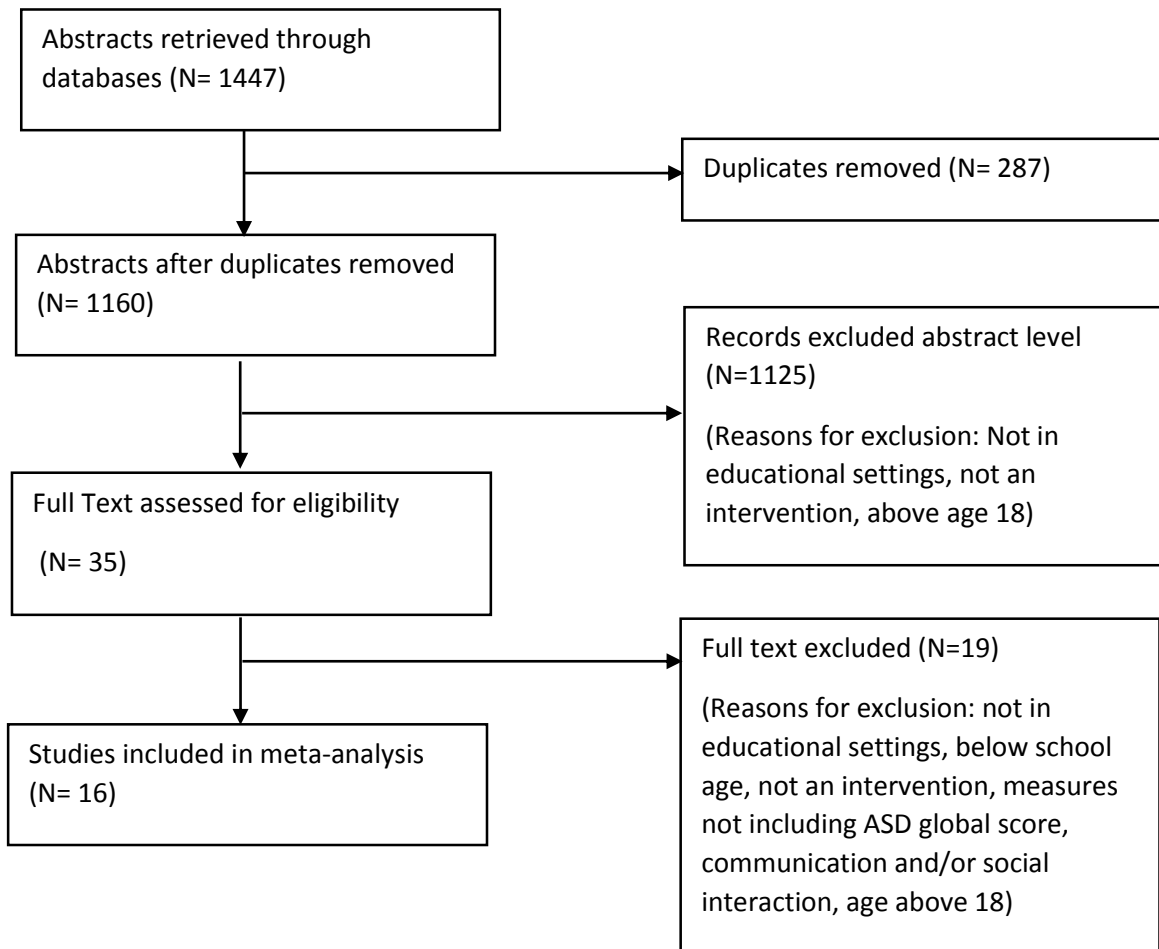 Abstracts retrieved through
databases (N= 1447)
Duplicates removed (N= 287)
Abstracts after duplicates removed
(N= 1160)
Records excluded abstract level
(N=1125)
(Reasons for exclusion: Not in
educational settings, not an
intervention, above age 18)
Full Text assessed for eligibility
(N= 35)
Full text excluded (N=19)
(Reasons for exclusion: not in
educational settings, below school
age, not an intervention, measures
not including ASD global score,
communication and/or social
interaction, age above 18)
Studies included in meta-analysis
(N= 16)